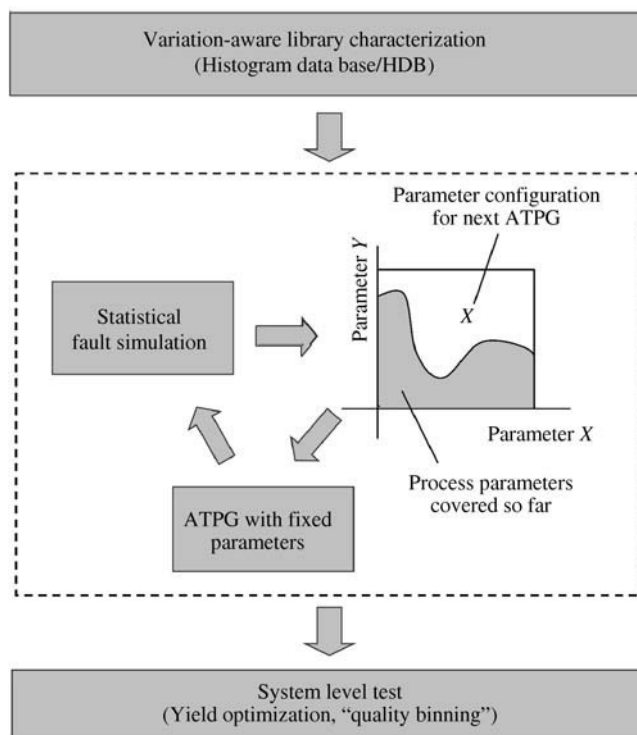 Variation-aware library characterization
(Histogram data base/HDB)
Parameter configuration
for next ATPG
Parameter Y
X
Statistical
fault simulation
Parameter X
Process parameters
covered so far
ATPG with fixed
parameters
System level test
(Yield optimization, “quality binning”)